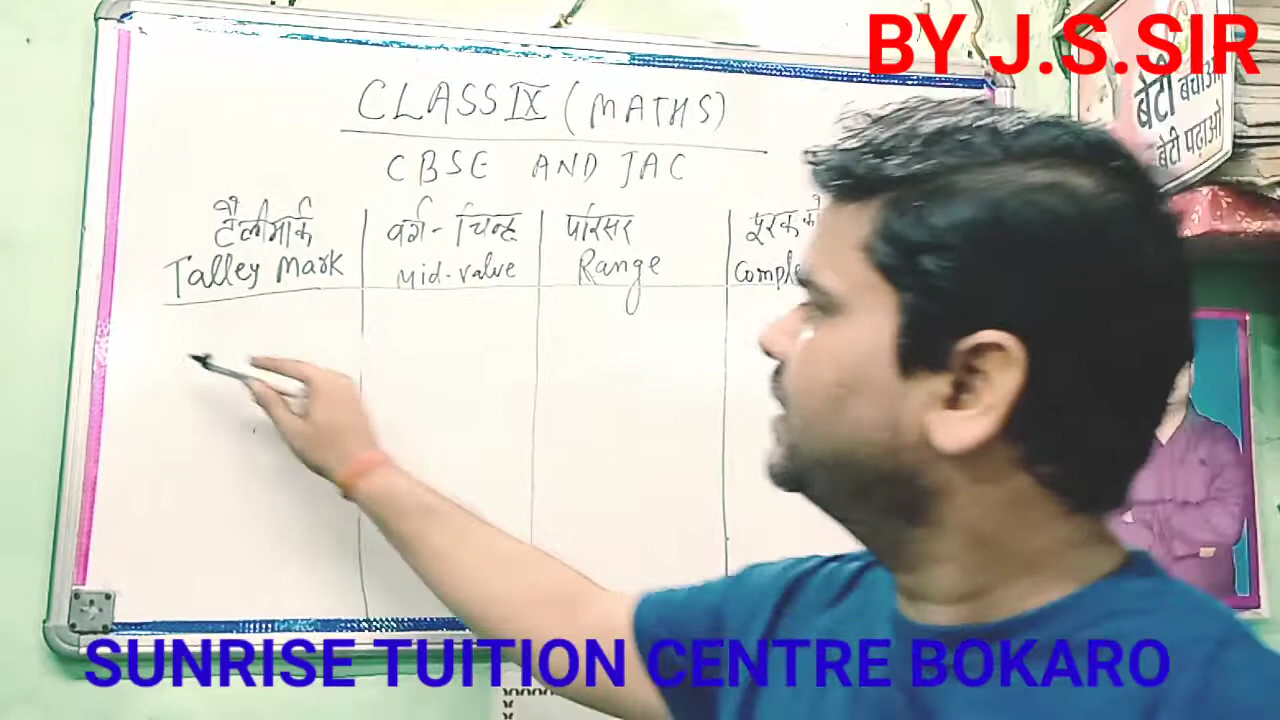 BY J.S.SIR
बेटी बचाओ
बेटी पढ़ाओ
CLASS IX (MATHS)
CBSE AND JAC
टैलीमार्क
Talley Mark
वर्ग-चिन्ह
Mid-value
परिसर
Range
पूरक को
Comple
SUNRISE TUITION CENTRE BOKARO